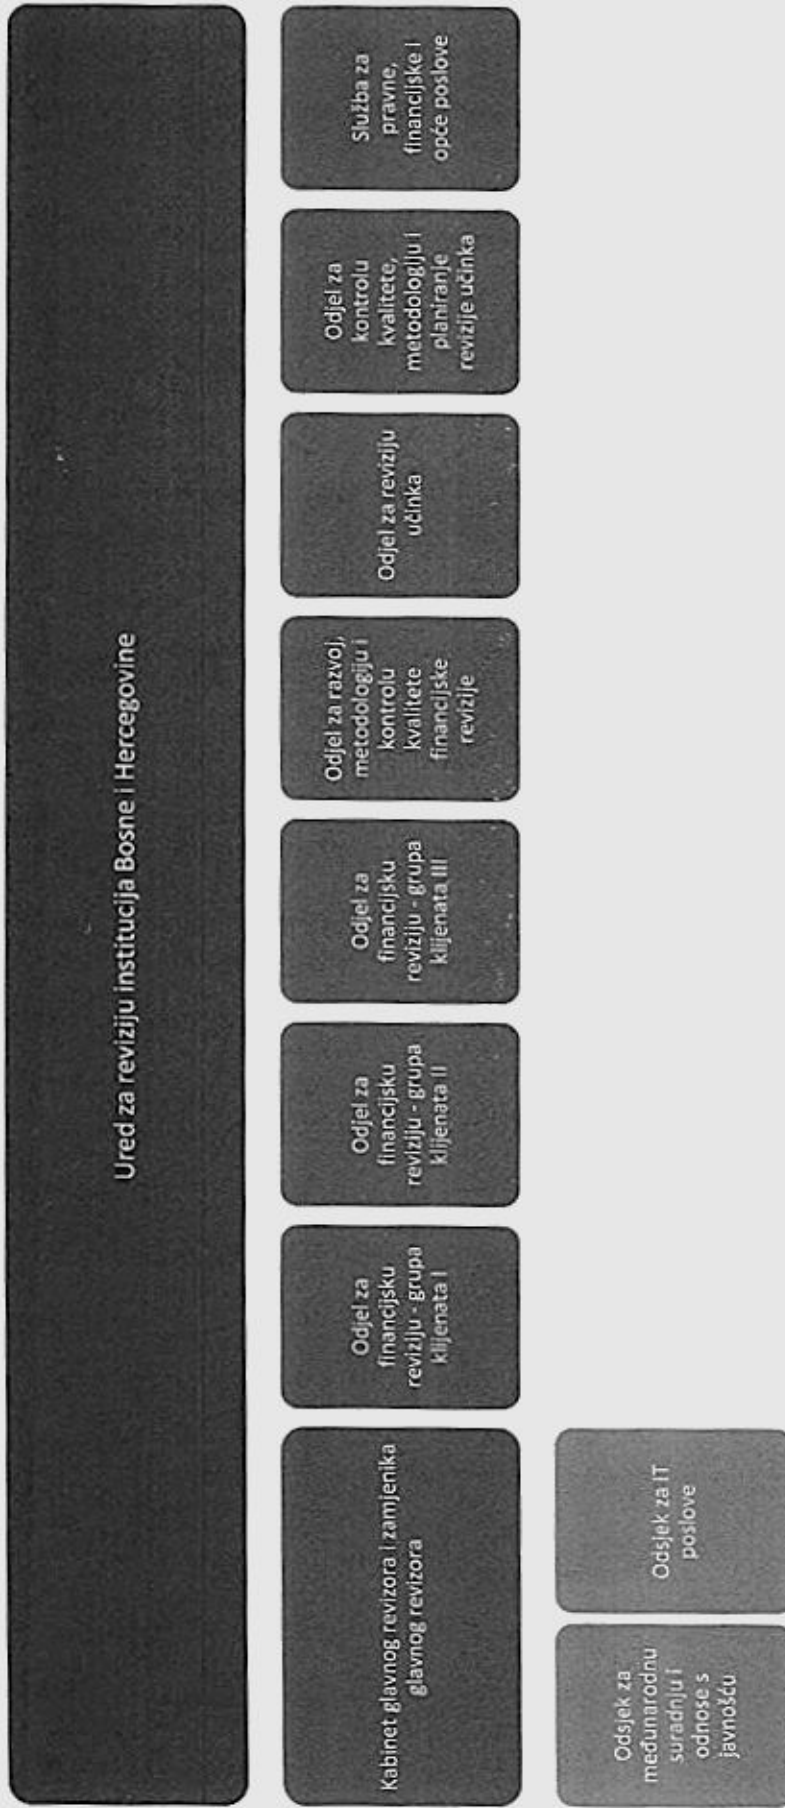 Ured za reviziju institucija Bosne i Hercegovine
Kabinet glavnog revizora i zamjenika
glavnog revizora
Odjel za
financijsku
reviziju - grupa
klijenata I
Odjel za
financijsku
reviziju - grupa
klijenata II
Odjel za
financijsku
reviziju - grupa
klijenata III
Odjel za razvoj,
metodologiju i
kontrolu
kvalitete
financijske
revizije
Odjel za reviziju
učinka
Odjel za
kontrolu
kvalitete,
metodologiju i
planiranje
revizije učinka
Služba za
pravne,
financijske i
opće poslove
Odsjek za
međunarodnu
suradnju i
odnose s
javnošću
Odsjek za IT
poslove